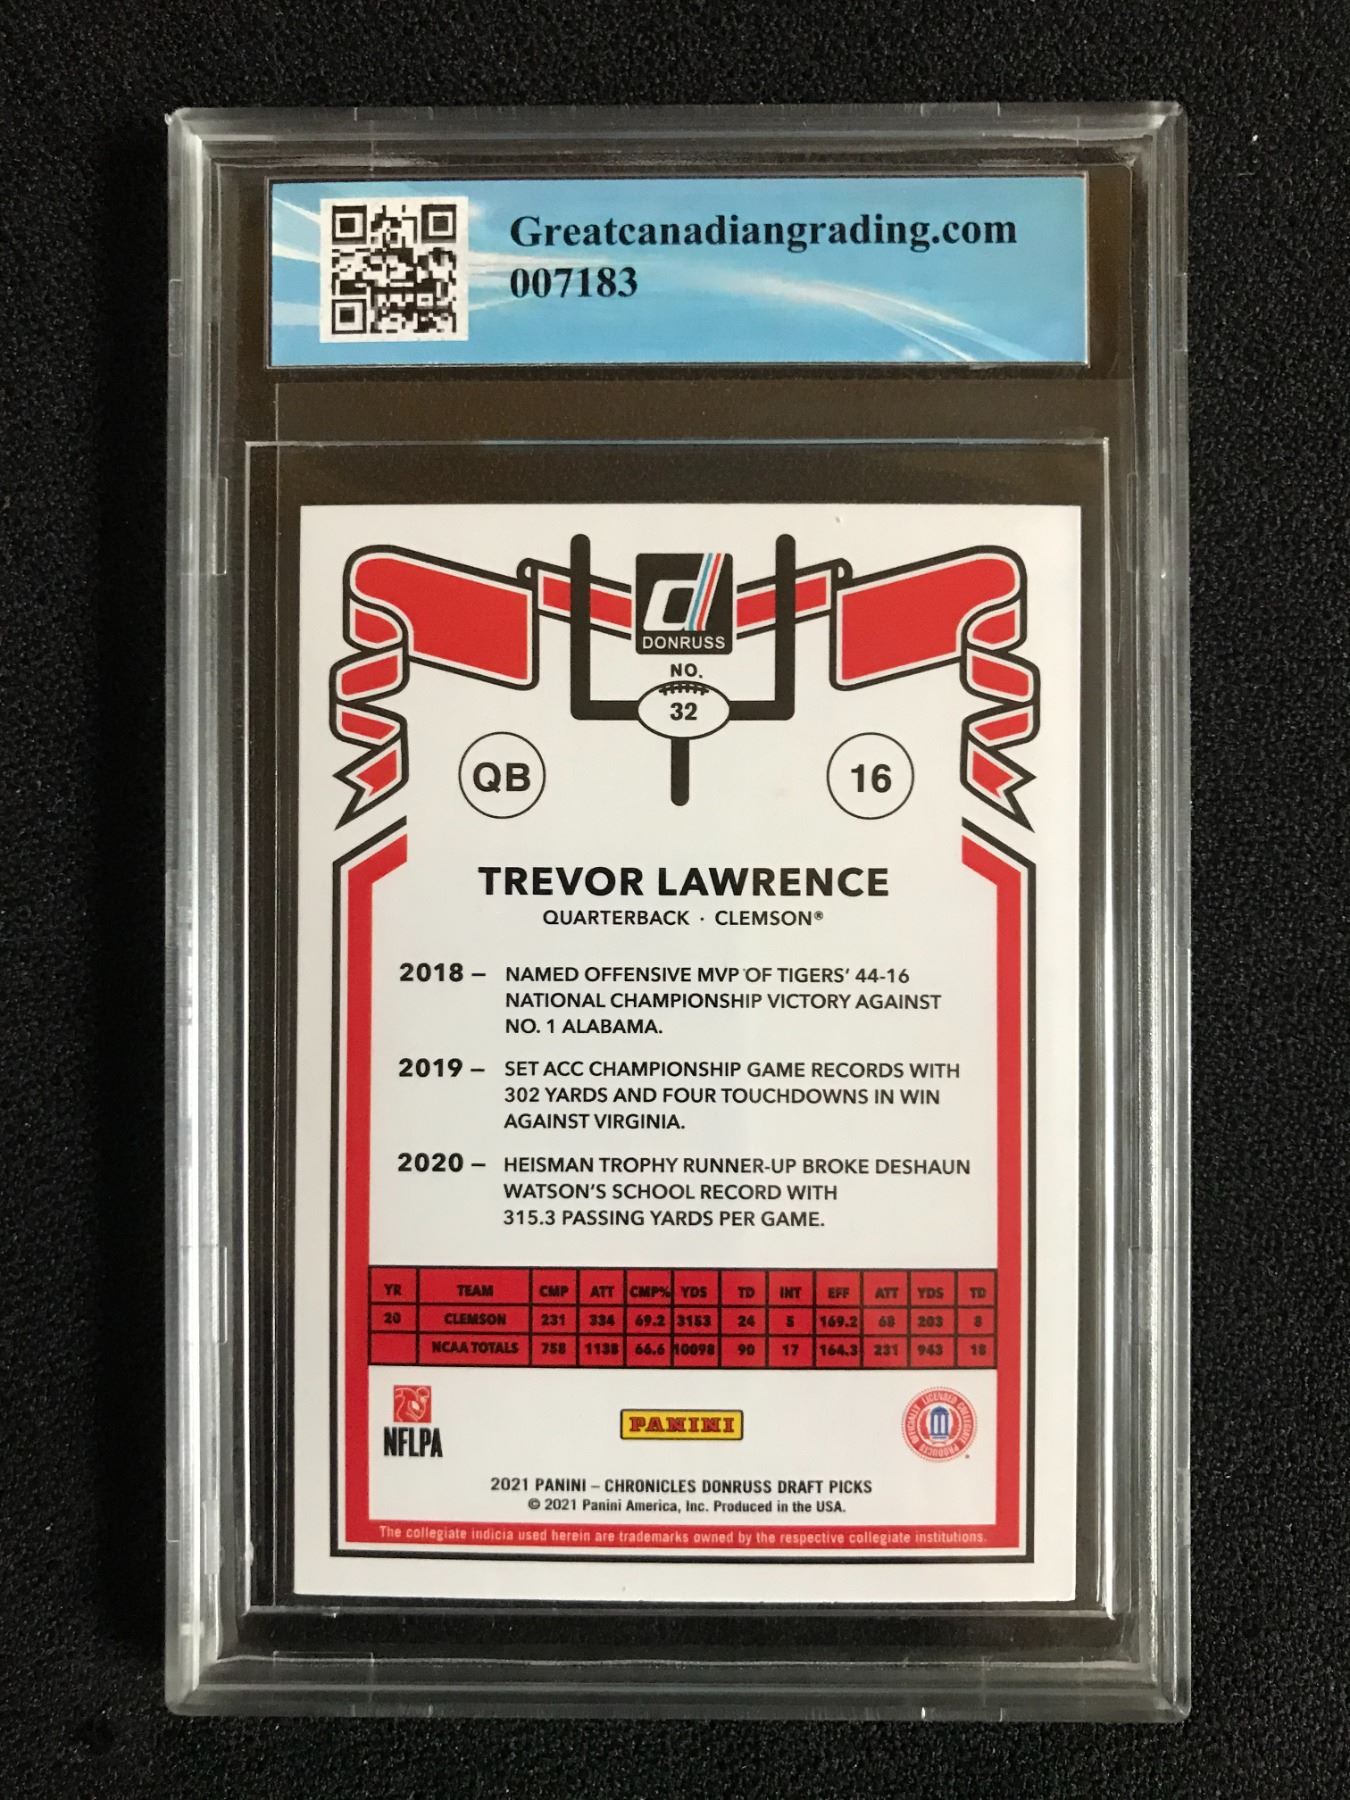 Greatcanadiangrading.com
007183
DONRUSS
NO.
32
QB
16
TREVOR LAWRENCE
QUARTERBACK · CLEMSON®
2018 – NAMED OFFENSIVE MVP OF TIGERS' 44-16
NATIONAL CHAMPIONSHIP VICTORY AGAINST
NO. 1 ALABAMA.
2019 – SET ACC CHAMPIONSHIP GAME RECORDS WITH
302 YARDS AND FOUR TOUCHDOWNS IN WIN
AGAINST VIRGINIA.
2020 – HEISMAN TROPHY RUNNER-UP BROKE DESHAUN
WATSON'S SCHOOL RECORD WITH
315.3 PASSING YARDS PER GAME.
YR TEAM CMP ATT CMP% YDS TD INT EFF ATT YDS TD
20 CLEMSON 231 334 69.2 3153 24 5 169.2 68 203 8
NCAA TOTALS 758 1138 66.6 10098 90 17 164.3 231 943 18
NFLPA
PANINI
OFFICIALLY LICENSED COLLEGIATE PRODUCTS
2021 PANINI – CHRONICLES DONRUSS DRAFT PICKS
© 2021 Panini America, Inc. Produced in the USA.
The collegiate indicia used herein are trademarks owned by the respective collegiate institutions.